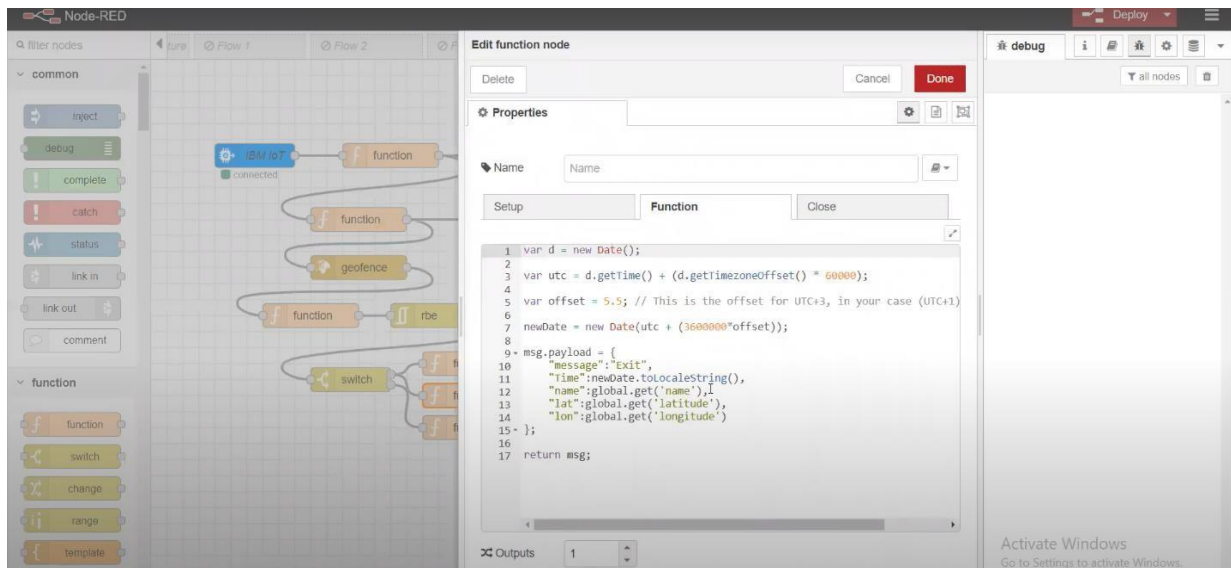 Node-RED
Deploy
filter nodes
ture
Flow 1
Flow 2
Edit function node
debug
i
common
Delete
Cancel
Done
all nodes
Properties
inject
debug
IBM IoT
function
connected
complete
Name
Name
catch
function
Setup
Function
Close
status
1 var d = new Date();
2
3 var utc = d.getTime() + (d.getTimezoneOffset() * 60000);
4
5 var offset = 5.5; // This is the offset for UTC+3, in your case (UTC+1)
6
7 newDate = new Date(utc + (3600000*offset));
8
9 msg.payload = {
10 "message":"Exit",
11 "Time":newDate.toLocaleString(),
12 "name":global.get('name'),
13 "lat":global.get('latitude'),
14 "lon":global.get('longitude')
15 };
16
17 return msg;
link in
geofence
link out
function
rbe
comment
switch
function
function
switch
change
range
template
Outputs
1
Activate Windows
Go to Settings to activate Windows.